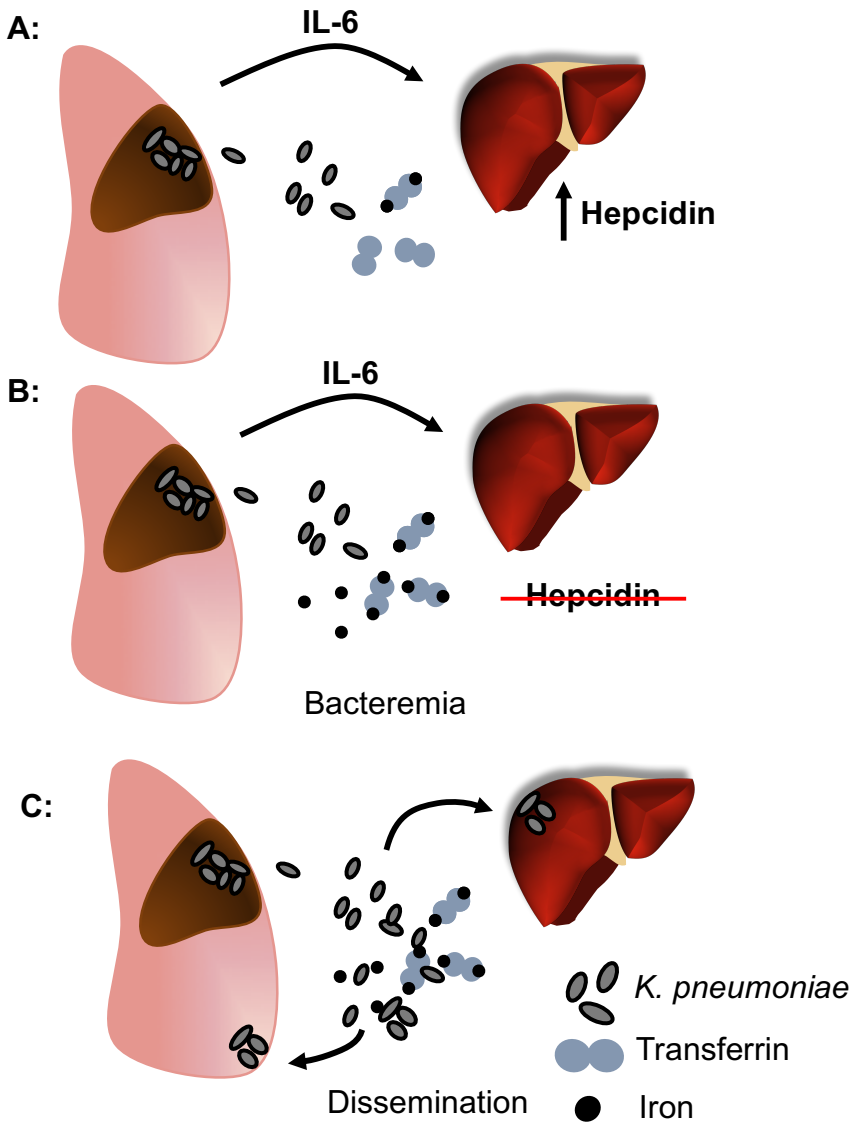 A:
IL-6
Hepcidin
B:
IL-6
Hepcidin
Bacteremia
C:
K. pneumoniae
Transferrin
Dissemination
Iron